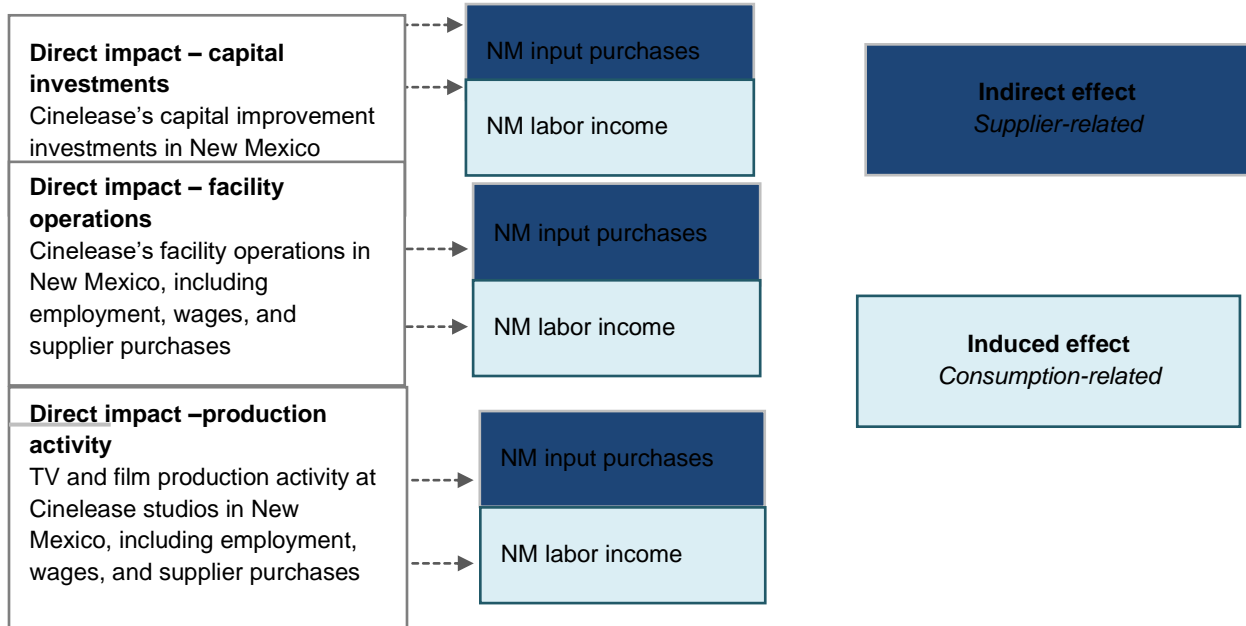 Direct impact – capital
investments
Cinelease’s capital improvement
investments in New Mexico
NM input purchases
NM labor income
Direct impact – facility
operations
Cinelease’s facility operations in
New Mexico, including
employment, wages, and
supplier purchases
NM input purchases
NM labor income
Direct impact –production
activity
TV and film production activity at
Cinelease studios in New
Mexico, including employment,
wages, and supplier purchases
NM input purchases
NM labor income
Indirect effect
Supplier-related
Induced effect
Consumption-related